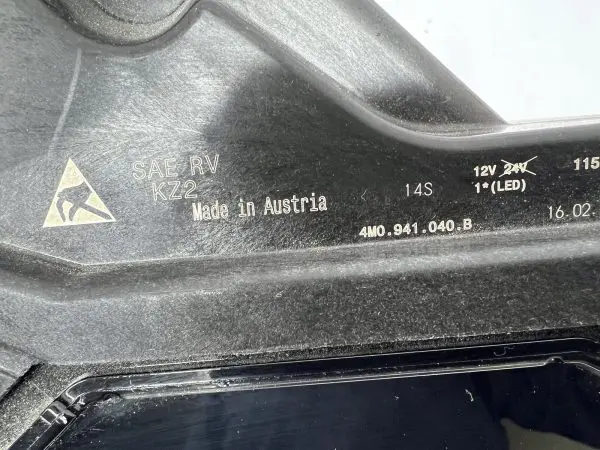 SAE RV
KZ2
Made in Austria
14S
12V 24V
1*(LED)
115
4M0.941.040.B
16.02.